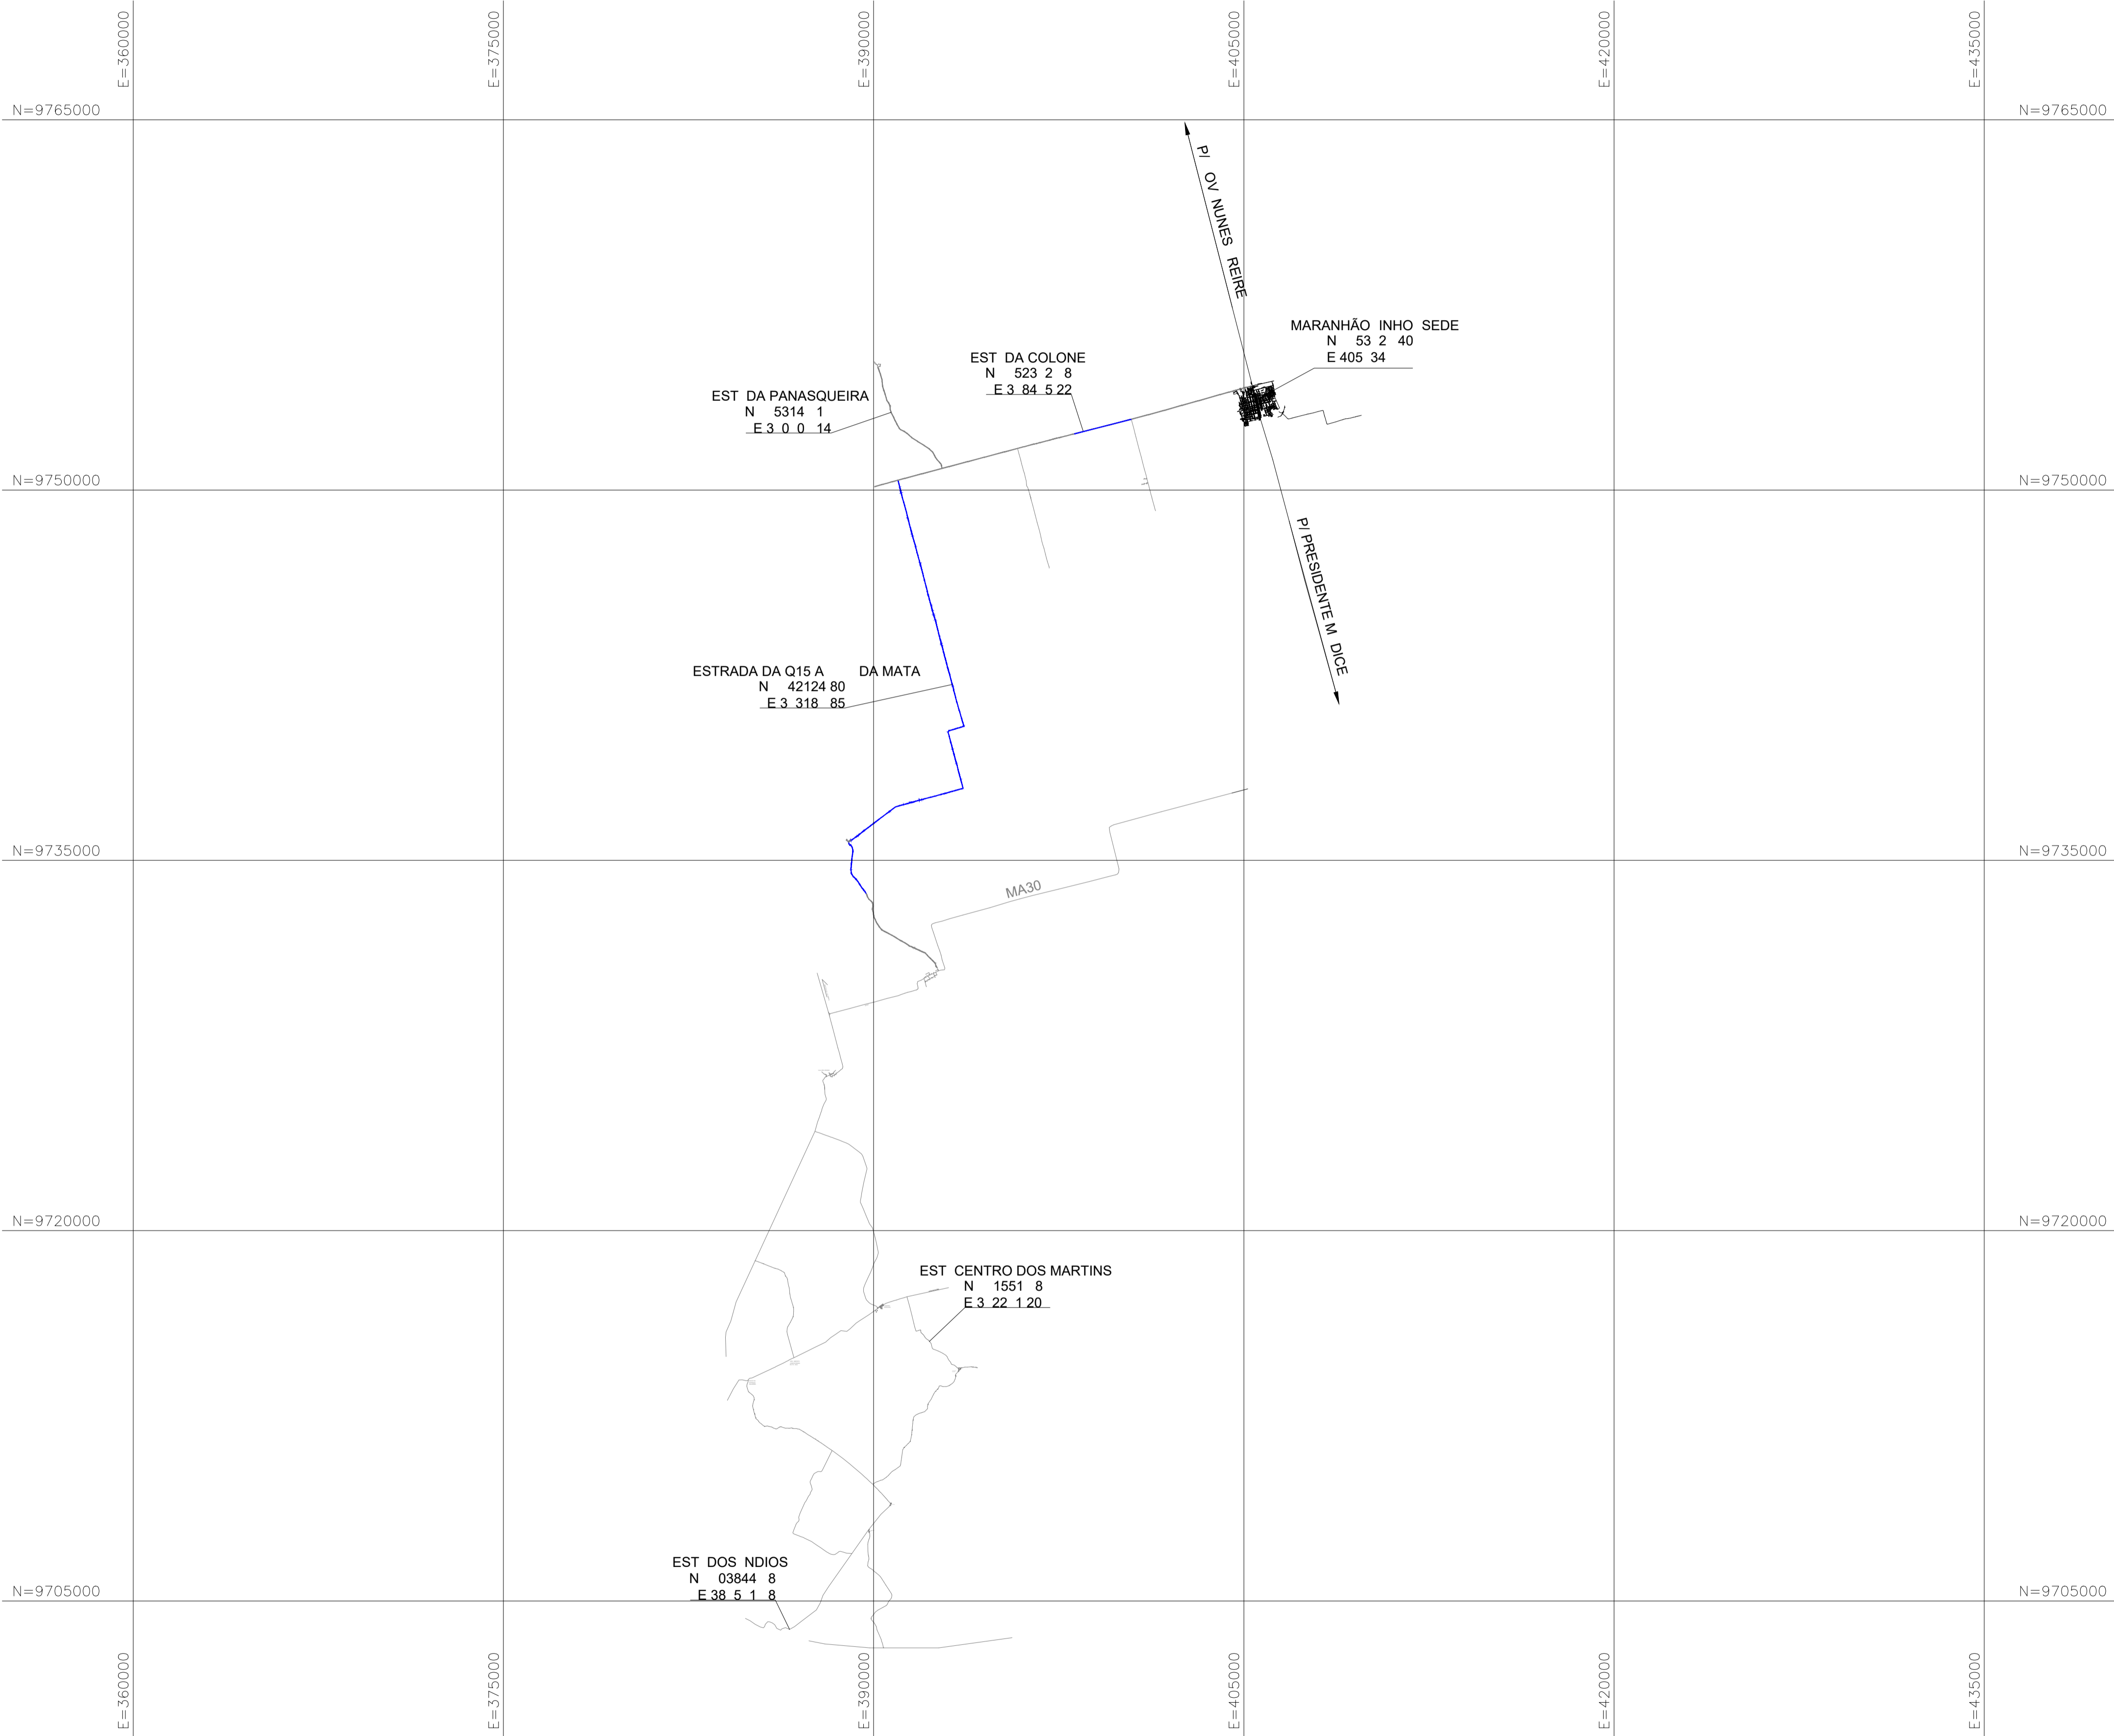 E=360000
E=375000
E=390000
E=405000
E=420000
E=435000
N=9765000
N=9765000
P/ OV NUNES REIRE
MARANHÃO INHO SEDE
N 53 2 40
E 405 34
EST DA COLONE
N 523 2 8
E 3 84 5 22
EST DA PANASQUEIRA
N 5314 1
E 3 0 0 14
N=9750000
N=9750000
P/ PRESIDENTE M DICE
ESTRADA DA Q15 A DA MATA
N 42124 80
E 3 318 85
N=9735000
N=9735000
MA30
N=9720000
N=9720000
EST CENTRO DOS MARTINS
N 1551 8
E 3 22 1 20
EST DOS NDIOS
N 03844 8
E 38 5 1 8
N=9705000
N=9705000
E=360000
E=375000
E=390000
E=405000
E=420000
E=435000